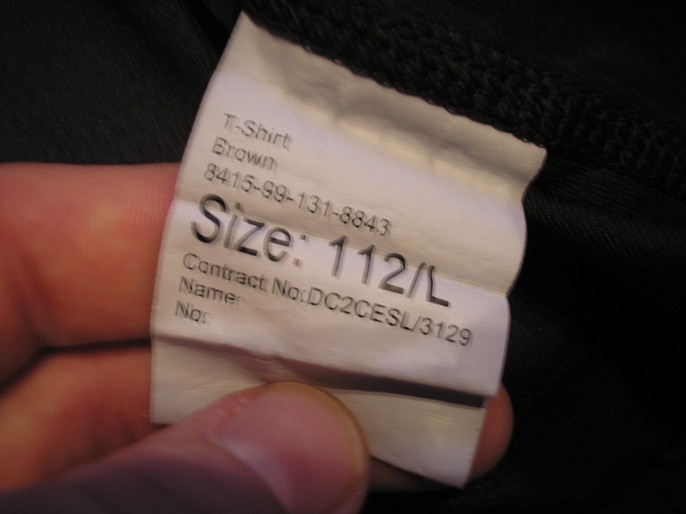 T-Shirt
Brown
8415-99-131-8843
Size: 112/L
Contract No:DC2CESL/3129
Name:
No: